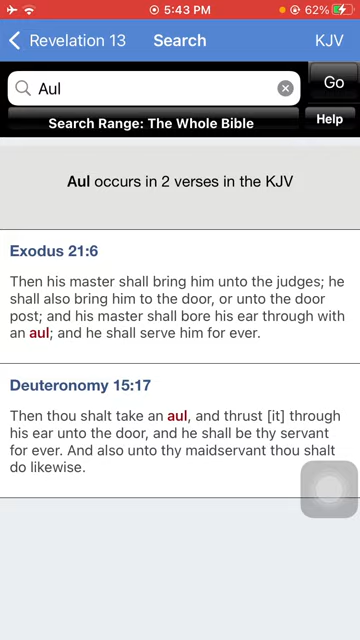 5:43 PM
62%
Revelation 13
Search
KJV
Aul
Go
Search Range: The Whole Bible
Help
Aul occurs in 2 verses in the KJV
Exodus 21:6
Then his master shall bring him unto the judges; he
shall also bring him to the door, or unto the door
post; and his master shall bore his ear through with
an aul; and he shall serve him for ever.
Deuteronomy 15:17
Then thou shalt take an aul, and thrust [it] through
his ear unto the door, and he shall be thy servant
for ever. And also unto thy maidservant thou shalt
do likewise.